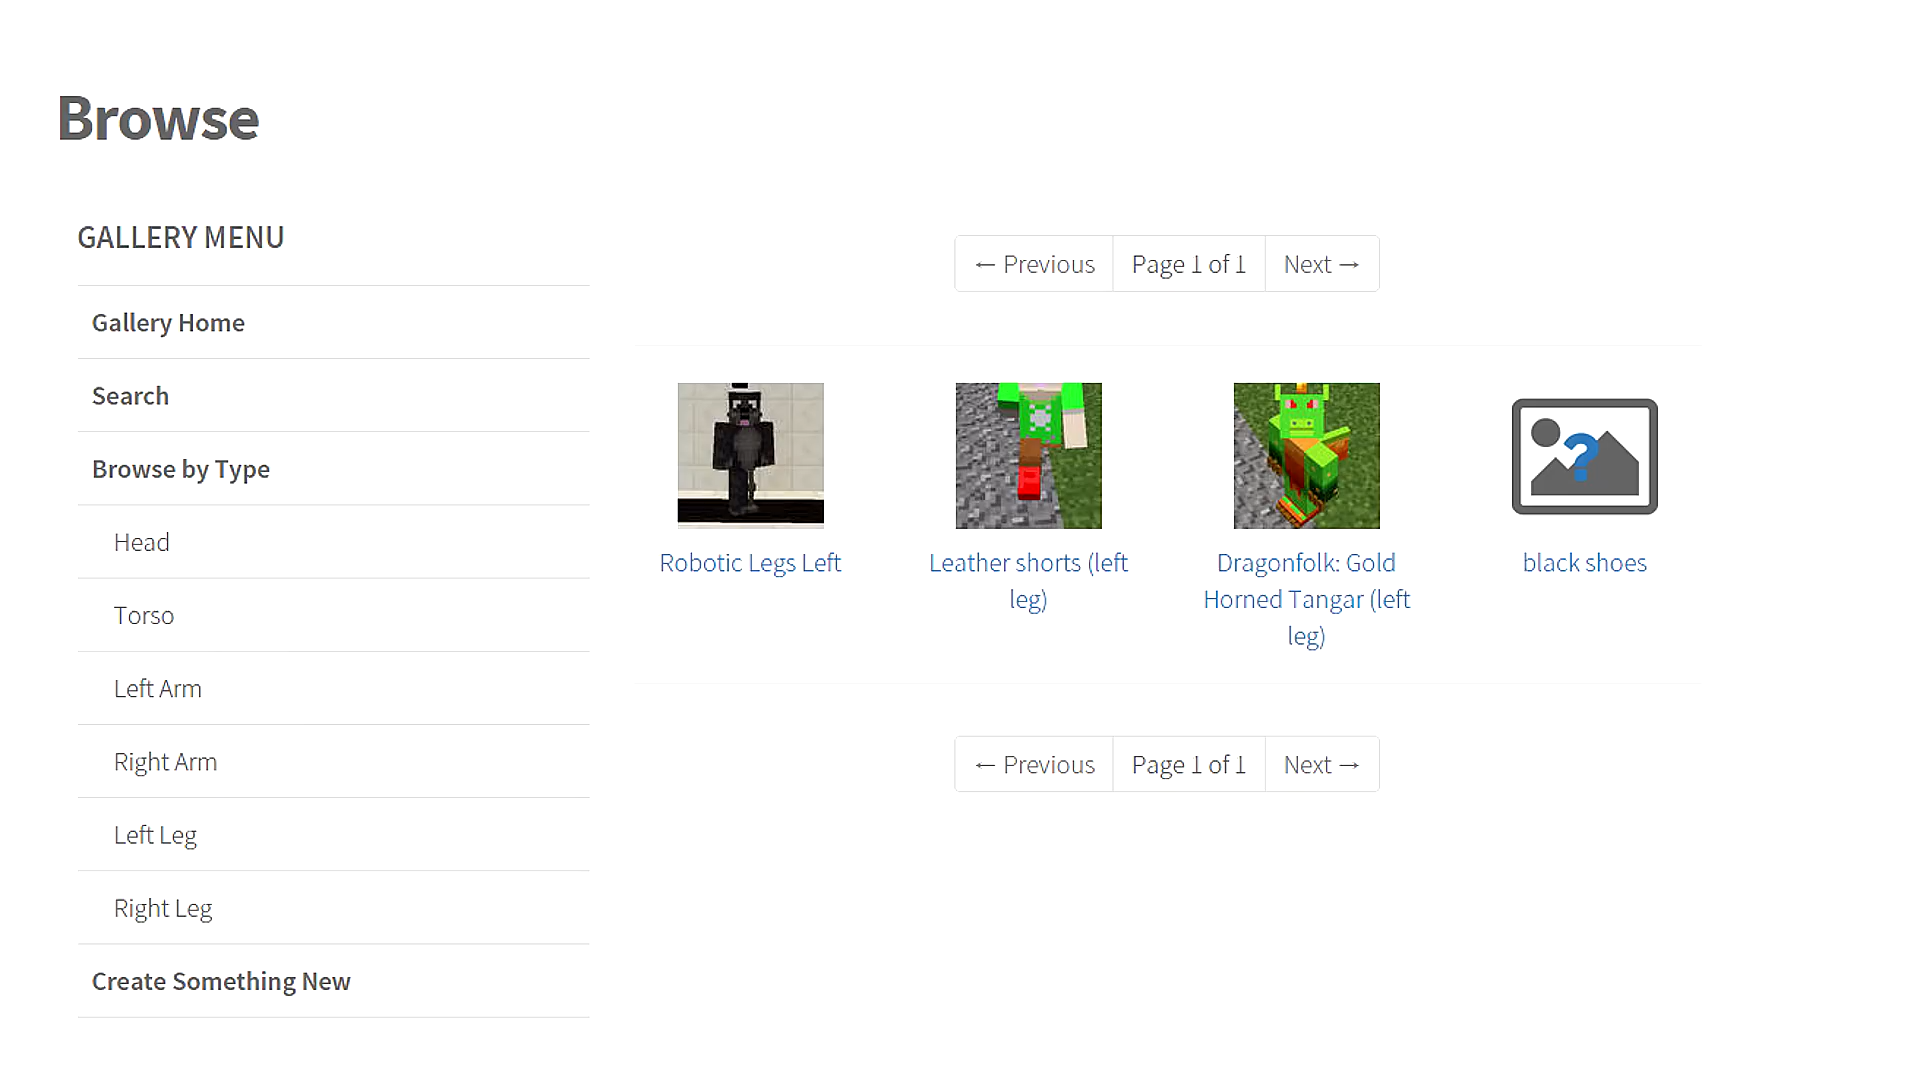 Browse
GALLERY MENU
Gallery Home
Search
Browse by Type
Head
Torso
Left Arm
Right Arm
Left Leg
Right Leg
Create Something New
← Previous
Page 1 of 1
Next →
Robotic Legs Left
Leather shorts (left
leg)
Dragonfolk: Gold
Horned Tangar (left
leg)
black shoes
← Previous
Page 1 of 1
Next →